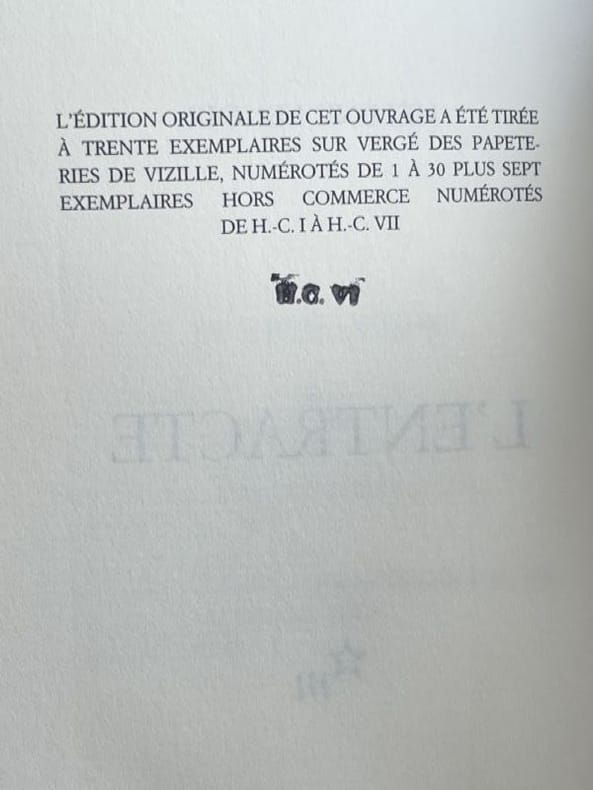 L'ÉDITION ORIGINALE DE CET OUVRAGE A ÉTÉ TIRÉE
À TRENTE EXEMPLAIRES SUR VERGÉ DES PAPETE-
RIES DE VIZILLE, NUMÉROTÉS DE 1 À 30 PLUS SEPT
EXEMPLAIRES HORS COMMERCE NUMÉROTÉS
DE H.-C. I À H.-C. VII
H.C. VI
L'ENTRACTE